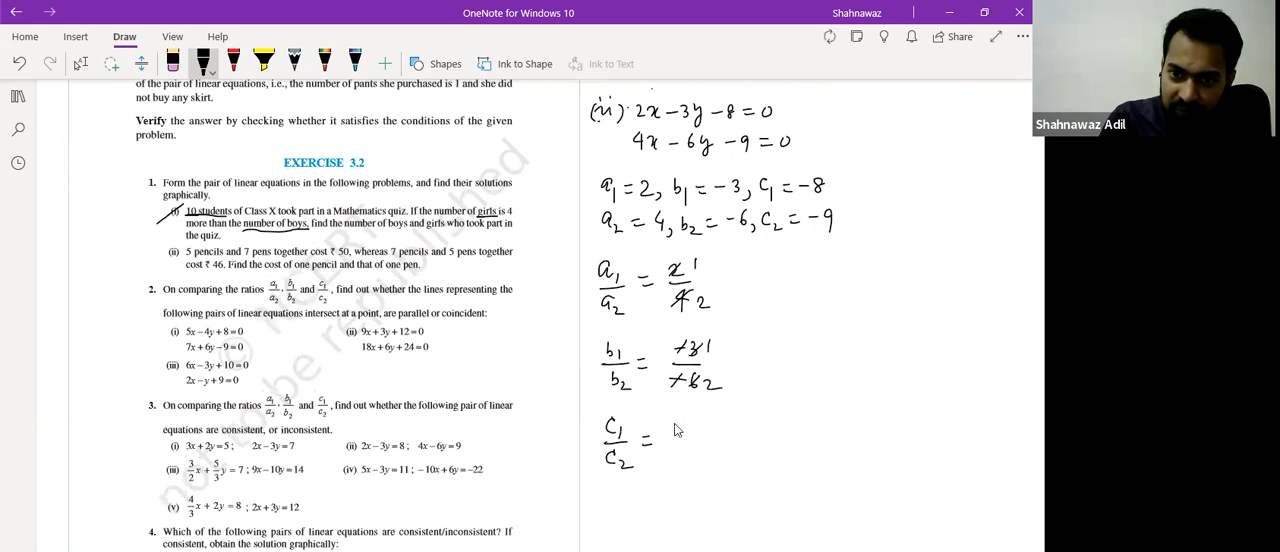 OneNote for Windows 10
Shahnawaz
Home Insert Draw View Help
Share
Shapes Ink to Shape Ink to Text
of the pair of linear equations, i.e., the number of pants she purchased is 1 and she did
not buy any skirt.
Verify the answer by checking whether it satisfies the conditions of the given
problem.
EXERCISE 3.2
1. Form the pair of linear equations in the following problems, and find their solutions
graphically.
(i) 10 students of Class X took part in a Mathematics quiz. If the number of girls is 4
more than the number of boys, find the number of boys and girls who took part in
the quiz.
(ii) 5 pencils and 7 pens together cost ₹ 50, whereas 7 pencils and 5 pens together
cost ₹ 46. Find the cost of one pencil and that of one pen.
2. On comparing the ratios a₁/a₂, b₁/b₂ and c₁/c₂, find out whether the lines representing the
following pairs of linear equations intersect at a point, are parallel or coincident:
(i) 5x – 4y + 8 = 0 (ii) 9x + 3y + 12 = 0
7x + 6y – 9 = 0 18x + 6y + 24 = 0
(iii) 6x – 3y + 10 = 0
2x – y + 9 = 0
3. On comparing the ratios a₁/a₂, b₁/b₂ and c₁/c₂, find out whether the following pair of linear
equations are consistent, or inconsistent.
(i) 3x + 2y = 5 ; 2x – 3y = 7 (ii) 2x – 3y = 8 ; 4x – 6y = 9
(iii) 3/2 x + 5/3 y = 7 ; 9x – 10y = 14 (iv) 5x – 3y = 11 ; – 10x + 6y = –22
(v) 4/3 x + 2y = 8 ; 2x + 3y = 12
4. Which of the following pairs of linear equations are consistent/inconsistent? If
consistent, obtain the solution graphically:
© NCERT
not to be republished
(ii) 2x – 3y – 8 = 0
4x – 6y – 9 = 0
a₁ = 2, b₁ = – 3, c₁ = – 8
a₂ = 4, b₂ = – 6, c₂ = – 9
a₁/a₂ = 2 1/4 2
b₁/b₂ = –3 1/–6 2
c₁/c₂ =
Shahnawaz Adil